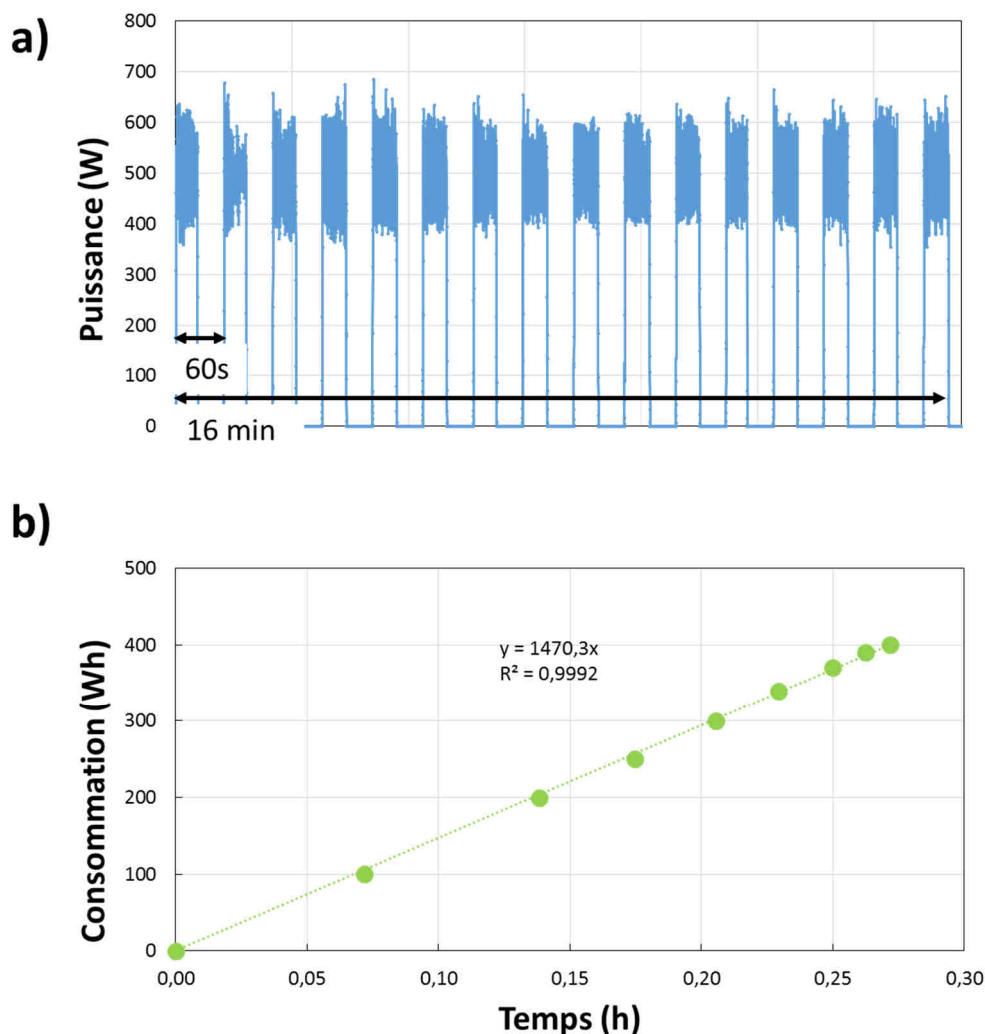 a)
Puissance (W)
800
700
600
500
400
300
200
100
0
60s
16 min
b)
Consommation (Wh)
500
400
300
200
100
0
y = 1470,3x
R² = 0,9992
0,00 0,05 0,10 0,15 0,20 0,25 0,30
Temps (h)